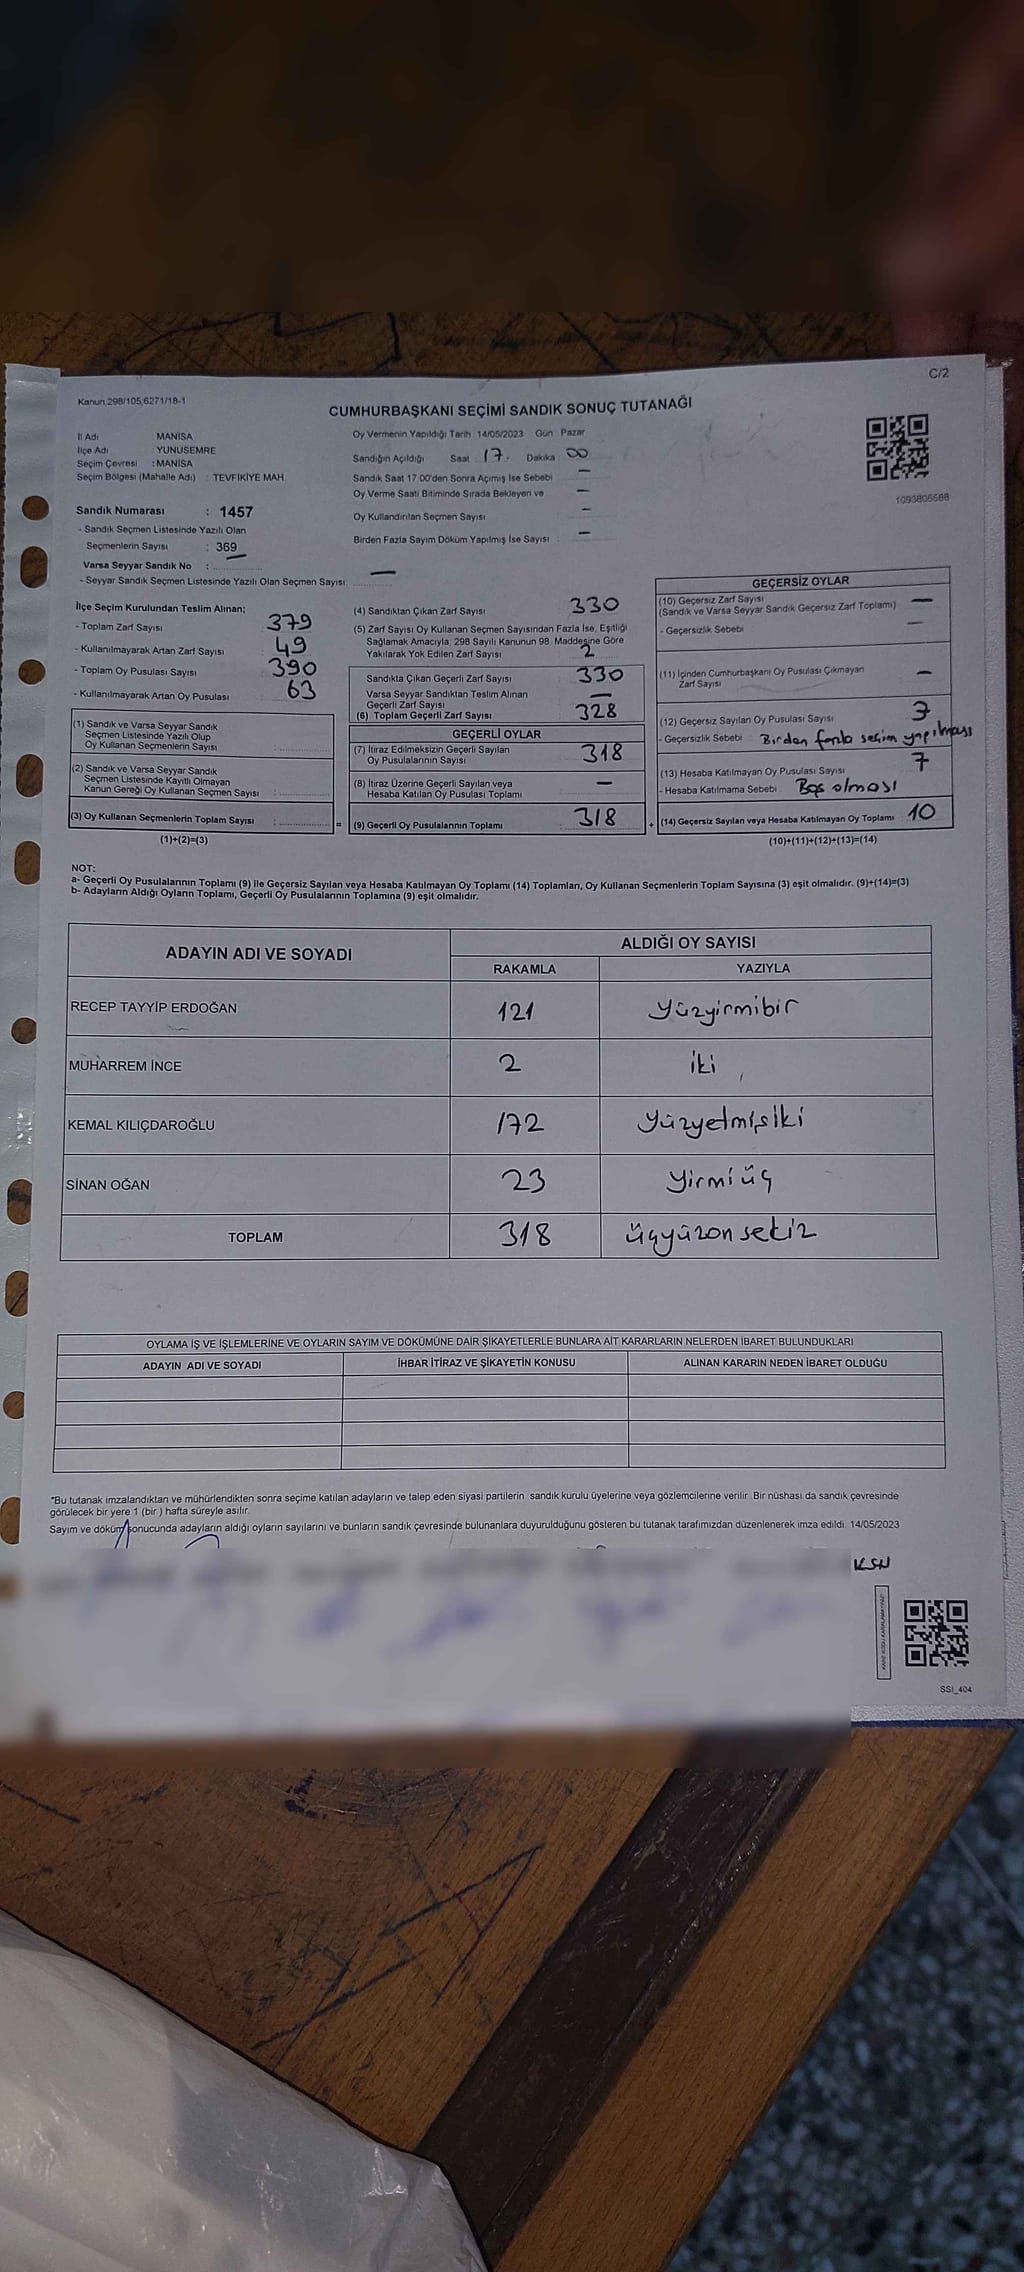 C/2
Kanun 298/105,6271/18-1
CUMHURBAŞKANI SEÇİMİ SANDIK SONUÇ TUTANAĞI
İl Adı : MANİSA
İlçe Adı : YUNUSEMRE
Seçim Çevresi : MANİSA
Seçim Bölgesi (Mahalle Adı) : TEVFİKİYE MAH
Sandık Numarası : 1457
- Sandık Seçmen Listesinde Yazılı Olan
Seçmenlerin Sayısı : 369
Varsa Seyyar Sandık No :
- Seyyar Sandık Seçmen Listesinde Yazılı Olan Seçmen Sayısı: —
Oy Vermenin Yapıldığı Tarih : 14/05/2023 Gün Pazar
Sandığın Açıldığı Saat : 17. Dakika 00
Sandık Saat 17.00'den Sonra Açımış İse Sebebi —
Oy Verme Saati Bitiminde Sırada Bekleyen ve —
Oy Kullandırılan Seçmen Sayısı —
Birden Fazla Sayım Döküm Yapılmış İse Sayısı : —
1093805588
İlçe Seçim Kurulundan Teslim Alınan;
- Toplam Zarf Sayısı : 379
- Kullanılmayarak Artan Zarf Sayısı : 49
- Toplam Oy Pusulası Sayısı : 390
- Kullanılmayarak Artan Oy Pusulası : 63
(1) Sandık ve Varsa Seyyar Sandık
Seçmen Listesinde Yazılı Olup
Oy Kullanan Seçmenlerin Sayısı :
(2) Sandık ve Varsa Seyyar Sandık
Seçmen Listesinde Kayıtlı Olmayan
Kanun Gereği Oy Kullanan Seçmen Sayısı :
(3) Oy Kullanan Seçmenlerin Toplam Sayısı :
(1)+(2)=(3)
=
(4) Sandıktan Çıkan Zarf Sayısı 330
(5) Zarf Sayısı Oy Kullanan Seçmen Sayısından Fazla İse, Eşitliği
Sağlamak Amacıyla, 298 Sayılı Kanunun 98. Maddesine Göre
Yakılarak Yok Edilen Zarf Sayısı 2
Sandıkla Çıkan Geçerli Zarf Sayısı 330
Varsa Seyyar Sandıktan Teslim Alınan
Geçerli Zarf Sayısı —
(6) Toplam Geçerli Zarf Sayısı 328
GEÇERLİ OYLAR
(7) İtiraz Edilmeksizin Geçerli Sayılan
Oy Pusulalarının Sayısı 318
(8) İtiraz Üzerine Geçerli Sayılan veya
Hesaba Katılan Oy Pusulası Toplamı —
(9) Geçerli Oy Pusulalarının Toplamı 318
+
GEÇERSİZ OYLAR
(10) Geçersiz Zarf Sayısı
(Sandık ve Varsa Seyyar Sandık Geçersiz Zarf Toplamı) —
- Geçersizlik Sebebi —
(11) İçinden Cumhurbaşkanı Oy Pusulası Çıkmayan
Zarf Sayısı —
(12) Geçersiz Sayılan Oy Pusulası Sayısı 3
- Geçersizlik Sebebi Birden fazla seçim yapılması
(13) Hesaba Katılmayan Oy Pusulası Sayısı 7
- Hesaba Katılmama Sebebi Boş olması
(14) Geçersiz Sayılan veya Hesaba Katılmayan Oy Toplamı 10
(10)+(11)+(12)+(13)=(14)
NOT:
a- Geçerli Oy Pusulalarının Toplamı (9) ile Geçersiz Sayılan veya Hesaba Katılmayan Oy Toplamı (14) Toplamları, Oy Kullanan Seçmenlerin Toplam Sayısına (3) eşit olmalıdır. (9)+(14)=(3)
b- Adayların Aldığı Oyların Toplamı, Geçerli Oy Pusulalarının Toplamına (9) eşit olmalıdır.
ADAYIN ADI VE SOYADI
ALDIĞI OY SAYISI
RAKAMLA YAZIYLA
RECEP TAYYİP ERDOĞAN 121 Yüzyirmibir
MUHARREM İNCE 2 iki
KEMAL KILIÇDAROĞLU 172 Yüzyetmişiki
SİNAN OĞAN 23 Yirmiüç
TOPLAM 318 üçyüzonsekiz
OYLAMA İŞ VE İŞLEMLERİNE VE OYLARIN SAYIM VE DÖKÜMÜNE DAİR ŞİKAYETLERLE BUNLARA AİT KARARLARIN NELERDEN İBARET BULUNDUKLARI
ADAYIN ADI VE SOYADI İHBAR İTİRAZ VE ŞİKAYETİN KONUSU ALINAN KARARIN NEDEN İBARET OLDUĞU
*Bu tutanak imzalandıktan ve mühürlendikten sonra seçime katılan adayların ve talep eden siyasi partilerin sandık kurulu üyelerine veya gözlemcilerine verilir. Bir nüshası da sandık çevresinde
görülecek bir yere 1 (bir ) hafta süreyle asılır.
Sayım ve döküm sonucunda adayların aldığı oyların sayılarını ve bunların sandık çevresinde bulunanlara duyurulduğunu gösteren bu tutanak tarafımızdan düzenlenerek imza edildi. 14/05/2023
SSI_404